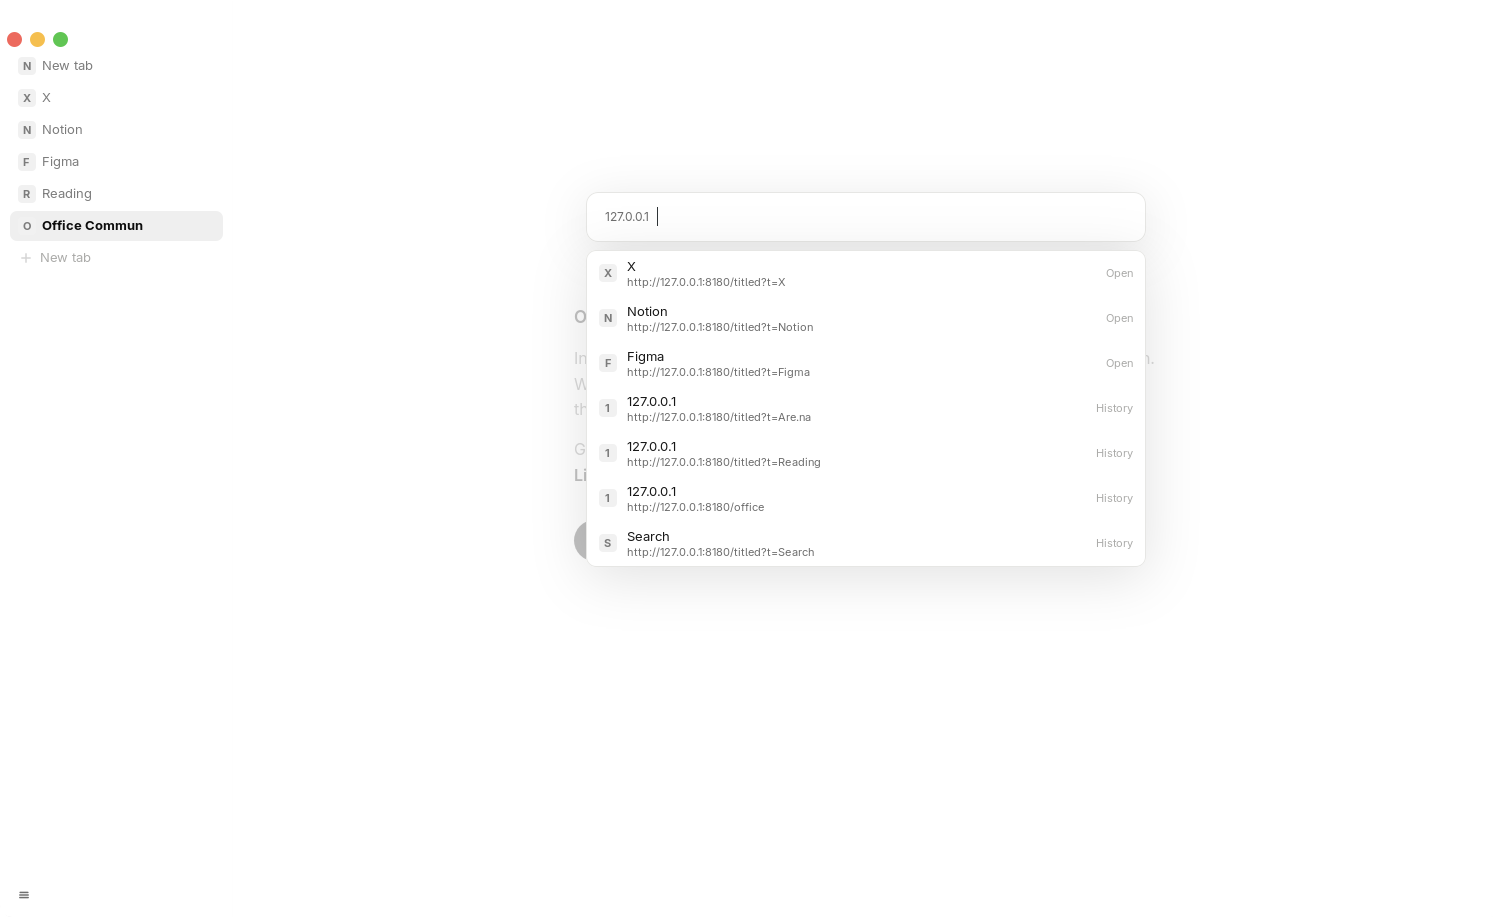 N New tab
X X
N Notion
F Figma
R Reading
O Office Commun
+ New tab
127.0.0.1
X X
http://127.0.0.1:8180/titled?t=X Open
N Notion
http://127.0.0.1:8180/titled?t=Notion Open
F Figma
http://127.0.0.1:8180/titled?t=Figma Open
1 127.0.0.1
http://127.0.0.1:8180/titled?t=Are.na History
1 127.0.0.1
http://127.0.0.1:8180/titled?t=Reading History
1 127.0.0.1
http://127.0.0.1:8180/office History
S Search
http://127.0.0.1:8180/titled?t=Search History